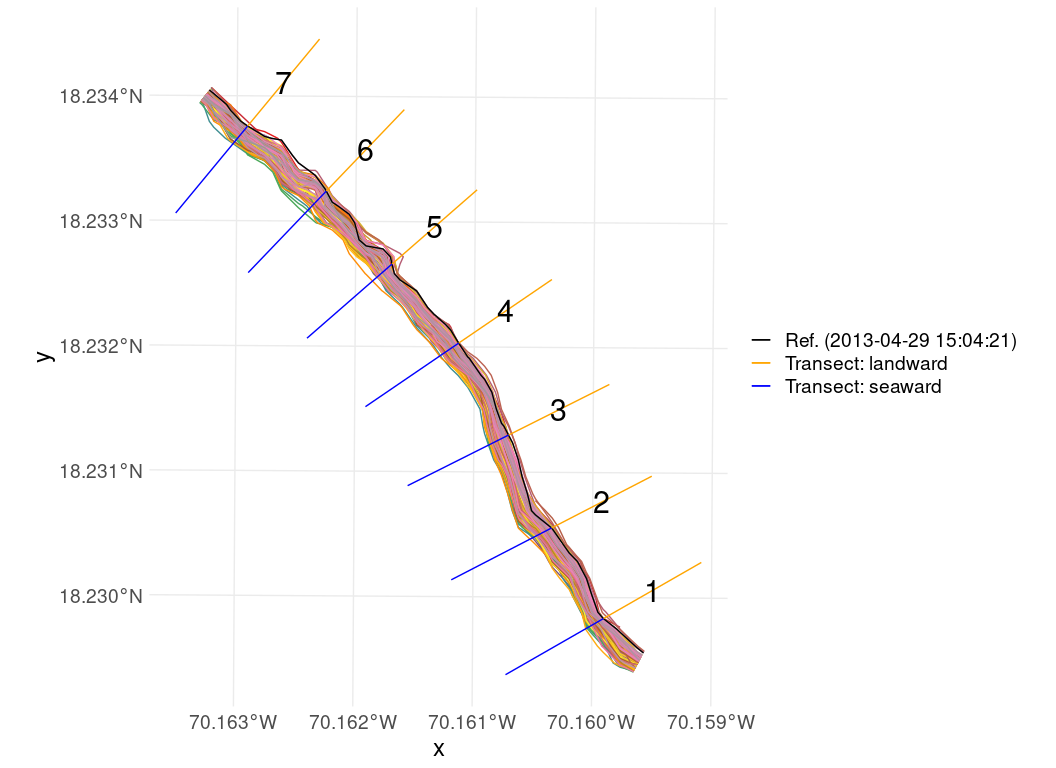 7
18.234°N
6
18.233°N
5
4
18.232°N
3
18.231°N
2
18.230°N
1
y
70.163°W 70.162°W 70.161°W 70.160°W 70.159°W
x
Ref. (2013-04-29 15:04:21)
Transect: landward
Transect: seaward